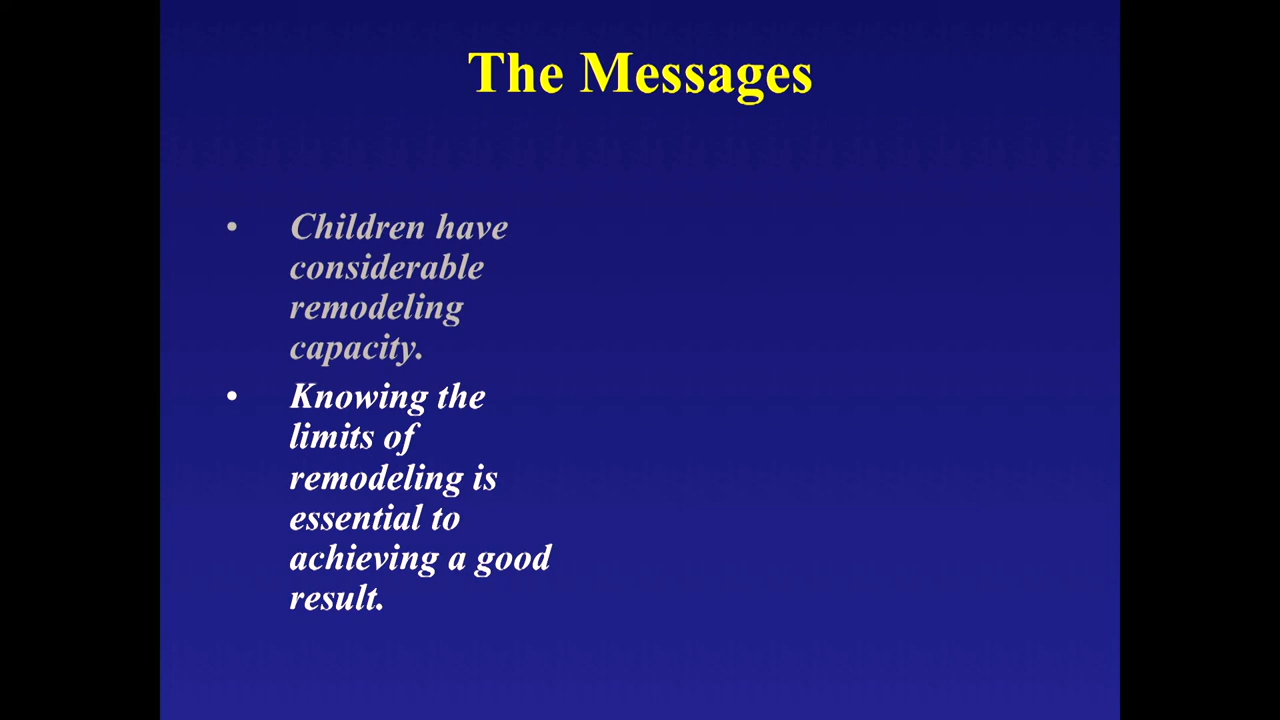 The Messages
• Children have
considerable
remodeling
capacity.
• Knowing the
limits of
remodeling is
essential to
achieving a good
result.